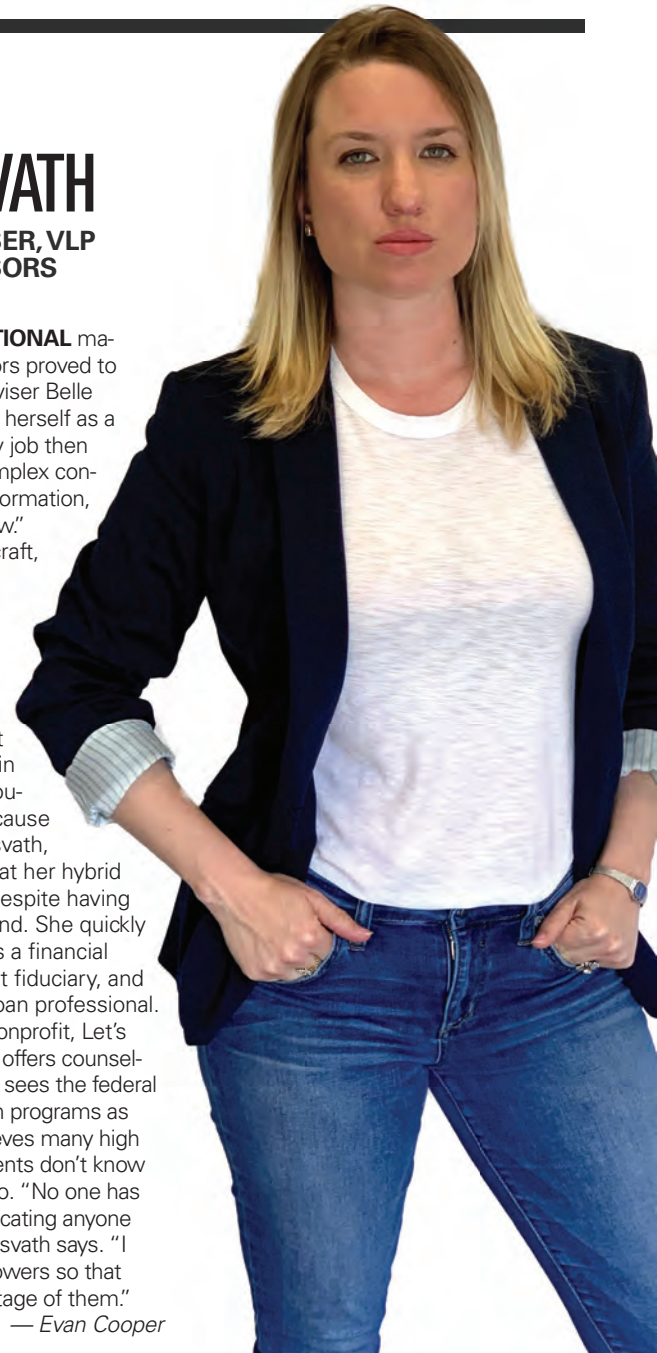 VATH
SER, VLP
SORS
TIONAL ma-
ors proved to
viser Belle
herself as a
y job then
mplex con-
formation,
w."
craft,
t
in
ou-
cause
svath,
at her hybrid
espite having
nd. She quickly
s a financial
t fiduciary, and
oan professional.
onprofit, Let's
offers counsel-
sees the federal
n programs as
eves many high
ents don't know
o. "No one has
cating anyone
svath says. "I
owers so that
tage of them."
— Evan Cooper